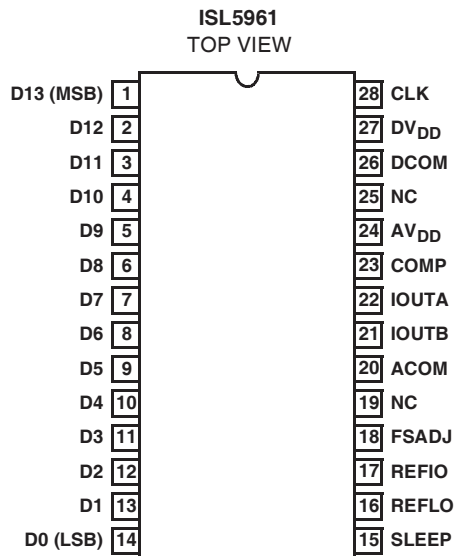 ISL5961
TOP VIEW
D13 (MSB) 1 28 CLK
D12 2 27 DVDD
D11 3 26 DCOM
D10 4 25 NC
D9 5 24 AVDD
D8 6 23 COMP
D7 7 22 IOUTA
D6 8 21 IOUTB
D5 9 20 ACOM
D4 10 19 NC
D3 11 18 FSADJ
D2 12 17 REFIO
D1 13 16 REFLO
D0 (LSB) 14 15 SLEEP